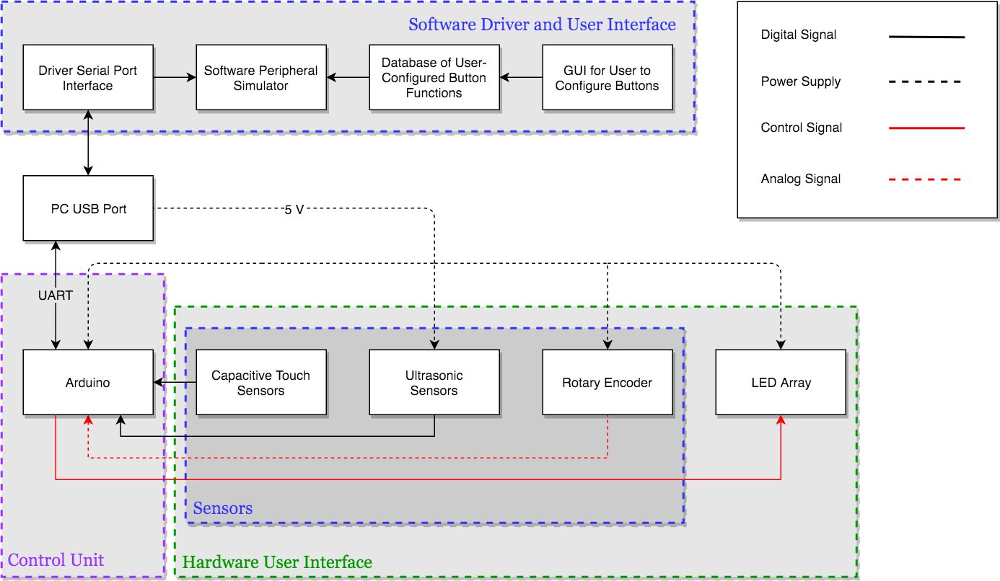 Software Driver and User Interface
Driver Serial Port
Interface
Software Peripheral
Simulator
Database of User-
Configured Button
Functions
GUI for User to
Configure Buttons
Digital Signal
Power Supply
Control Signal
Analog Signal
PC USB Port
5 V
UART
Arduino
Capacitive Touch
Sensors
Ultrasonic
Sensors
Rotary Encoder
LED Array
Sensors
Control Unit
Hardware User Interface